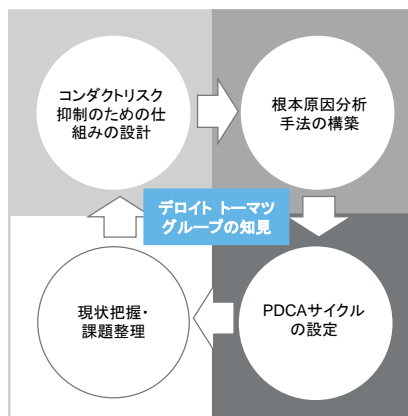 コンダクトリスク
抑制のための仕
組みの設計
根本原因分析
手法の構築
デロイト トーマツ
グループの知見
現状把握・
課題整理
PDCAサイクル
の設定